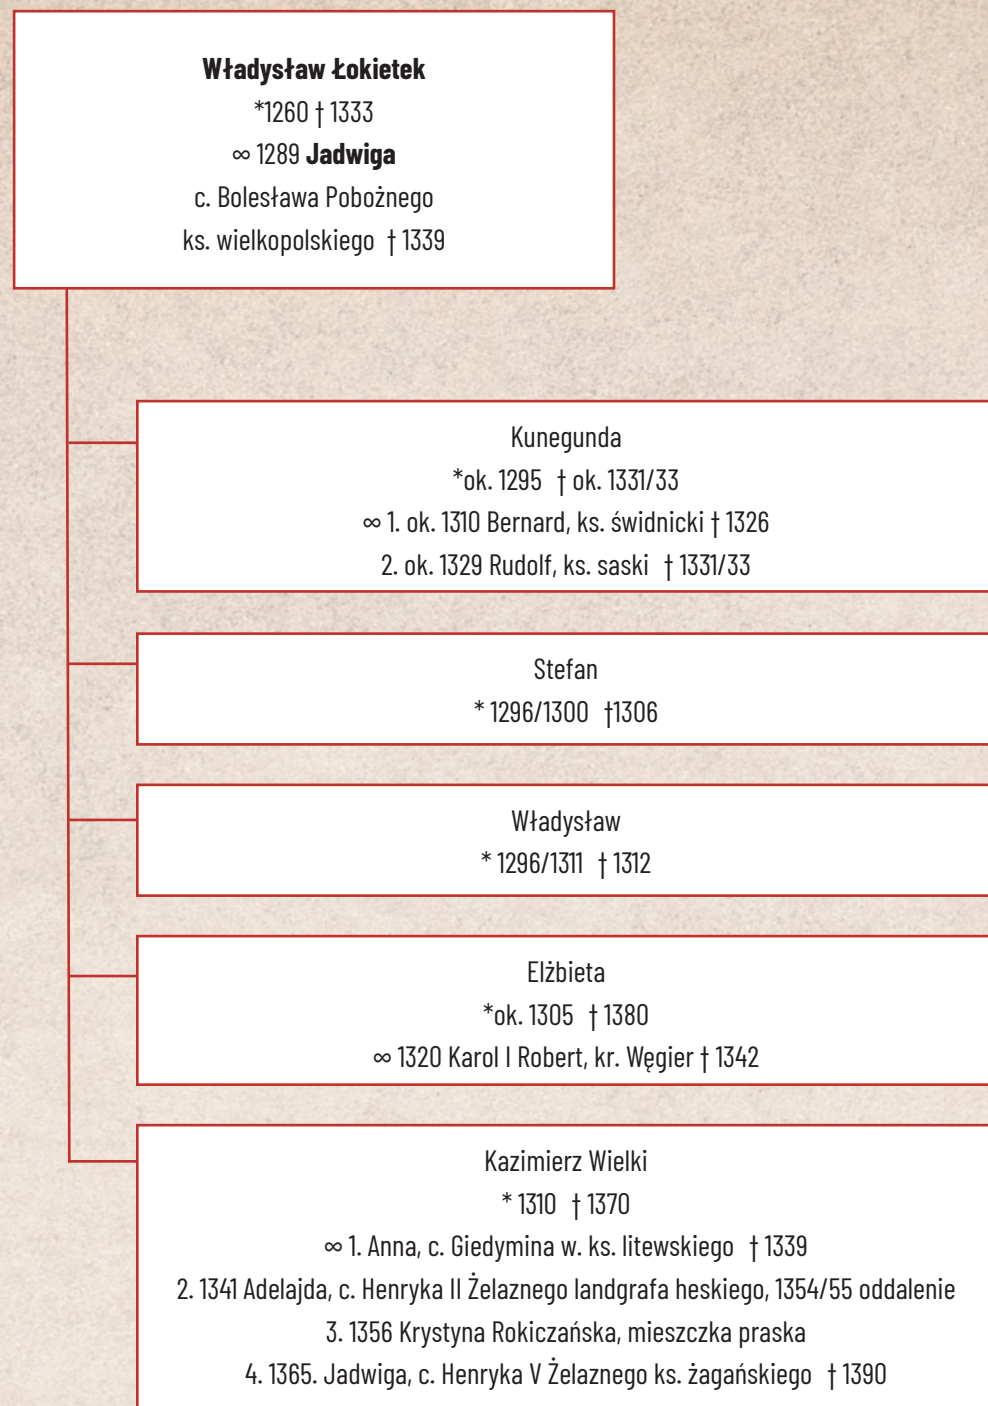 Władysław Łokietek
*1260 † 1333
∞ 1289 Jadwiga
c. Bolesława Pobożnego
ks. wielkopolskiego † 1339
Kunegunda
*ok. 1295 † ok. 1331/33
∞ 1. ok. 1310 Bernard, ks. świdnicki † 1326
2. ok. 1329 Rudolf, ks. saski † 1331/33
Stefan
* 1296/1300 †1306
Władysław
* 1296/1311 † 1312
Elżbieta
*ok. 1305 † 1380
∞ 1320 Karol I Robert, kr. Węgier † 1342
Kazimierz Wielki
* 1310 † 1370
∞ 1. Anna, c. Giedymina w. ks. litewskiego † 1339
2. 1341 Adelajda, c. Henryka II Żelaznego landgrafa heskiego, 1354/55 oddalenie
3. 1356 Krystyna Rokiczańska, mieszczka praska
4. 1365. Jadwiga, c. Henryka V Żelaznego ks. żagańskiego † 1390